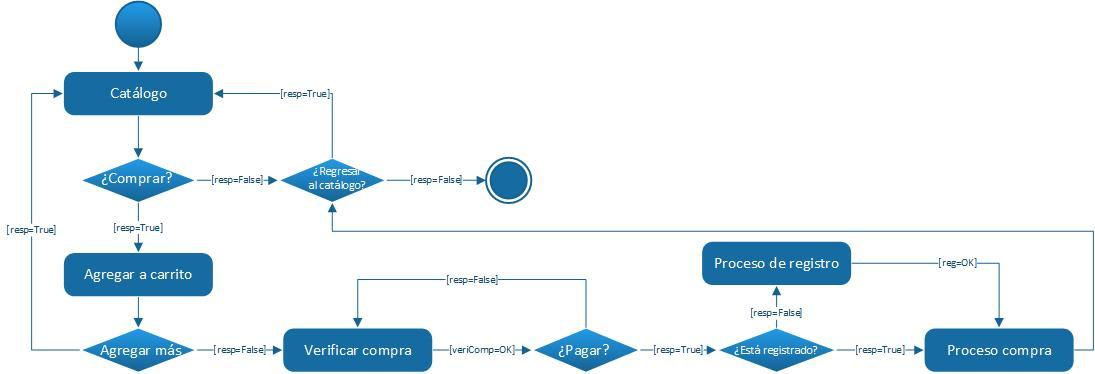 Catálogo
[resp=True]
¿Comprar?
[resp=False]
¿Regresar
al catálogo?
[resp=False]
[resp=True]
[resp=True]
Agregar a carrito
Proceso de registro
[reg=OK]
[resp=False]
[resp=False]
Agregar más
[resp=False]
Verificar compra
[veriComp=OK]
¿Pagar?
[resp=True]
¿Está registrado?
[resp=True]
Proceso compra